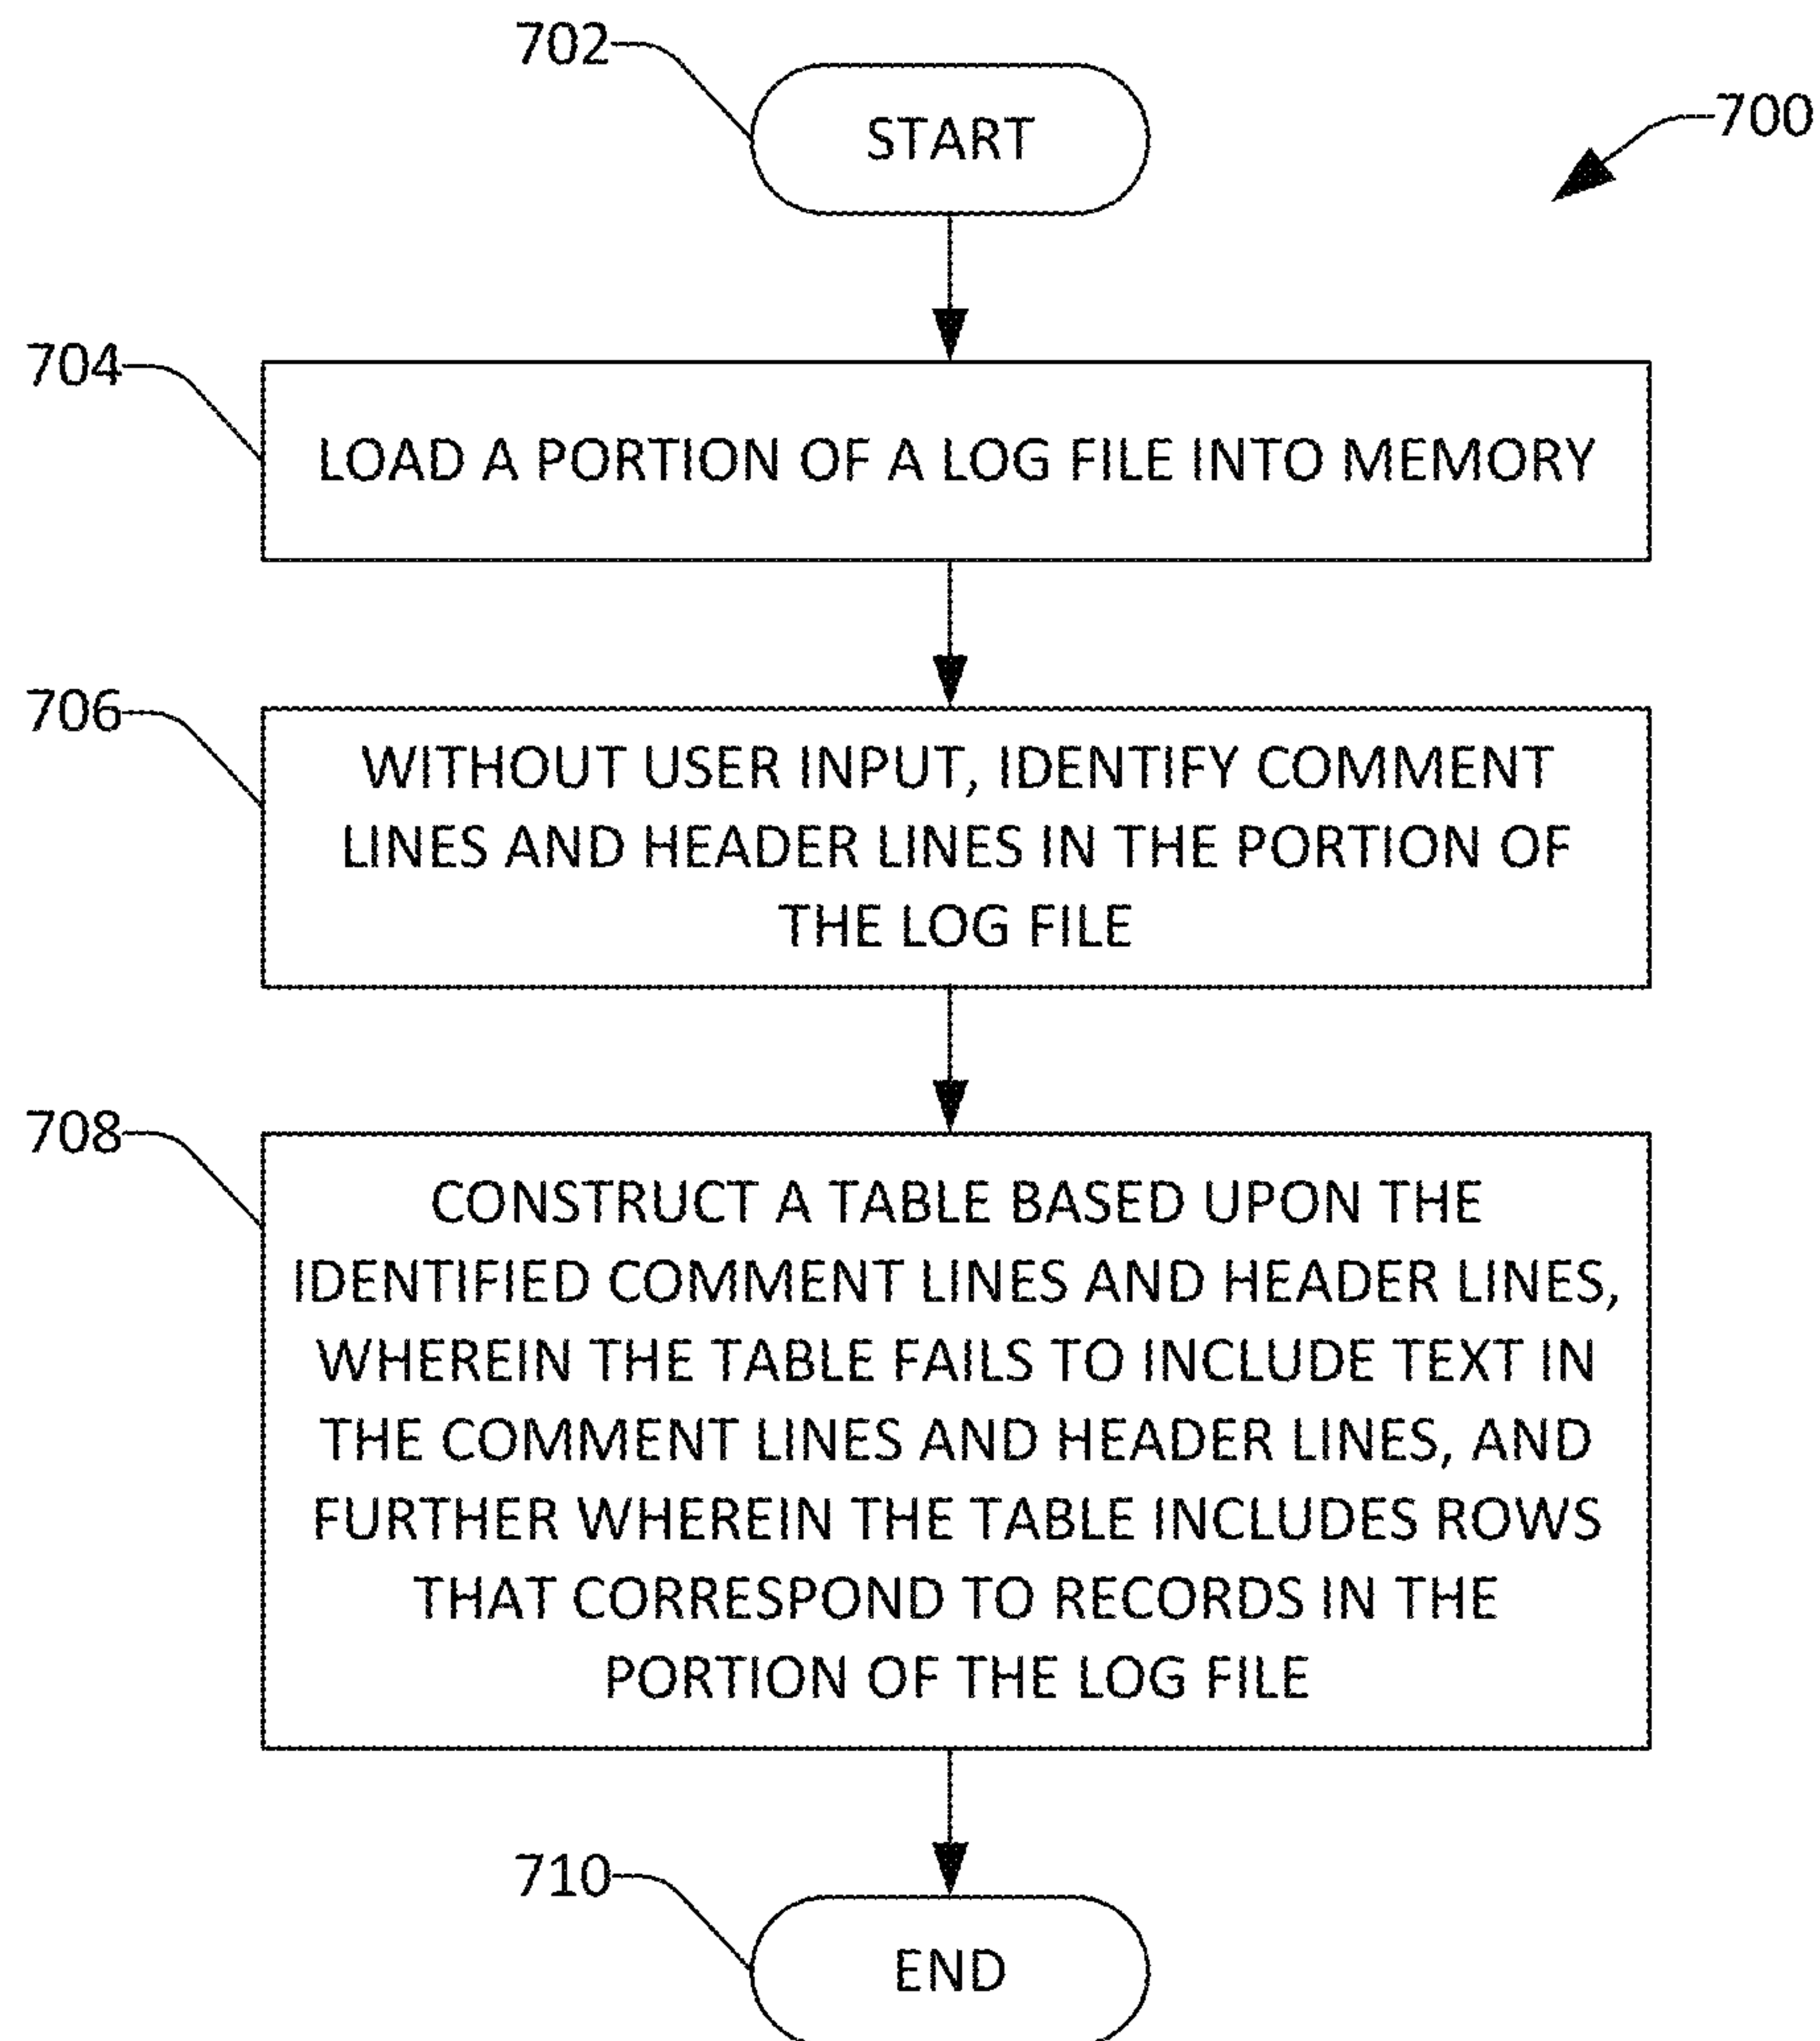 702
START
700
704
LOAD A PORTION OF A LOG FILE INTO MEMORY
706
WITHOUT USER INPUT, IDENTIFY COMMENT
LINES AND HEADER LINES IN THE PORTION OF
THE LOG FILE
708
CONSTRUCT A TABLE BASED UPON THE
IDENTIFIED COMMENT LINES AND HEADER LINES,
WHEREIN THE TABLE FAILS TO INCLUDE TEXT IN
THE COMMENT LINES AND HEADER LINES, AND
FURTHER WHEREIN THE TABLE INCLUDES ROWS
THAT CORRESPOND TO RECORDS IN THE
PORTION OF THE LOG FILE
710
END